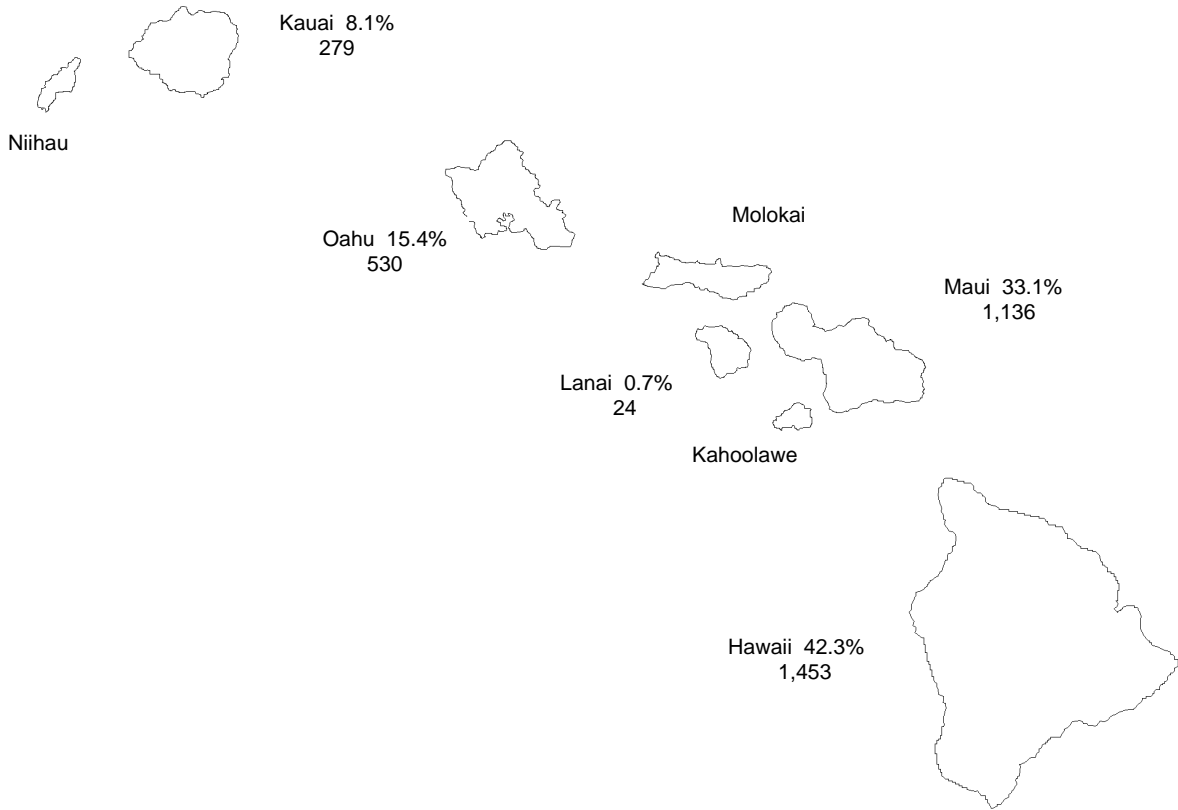 Kauai 8.1%
279
Niihau
Molokai
Oahu 15.4%
530
Maui 33.1%
1,136
Lanai 0.7%
24
Kahoolawe
Hawaii 42.3%
1,453